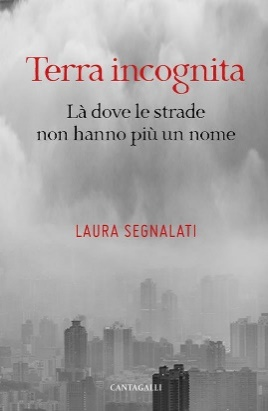 Terra incognita
Là dove le strade
non hanno più un nome
LAURA SEGNALATI
CANTAGALLI